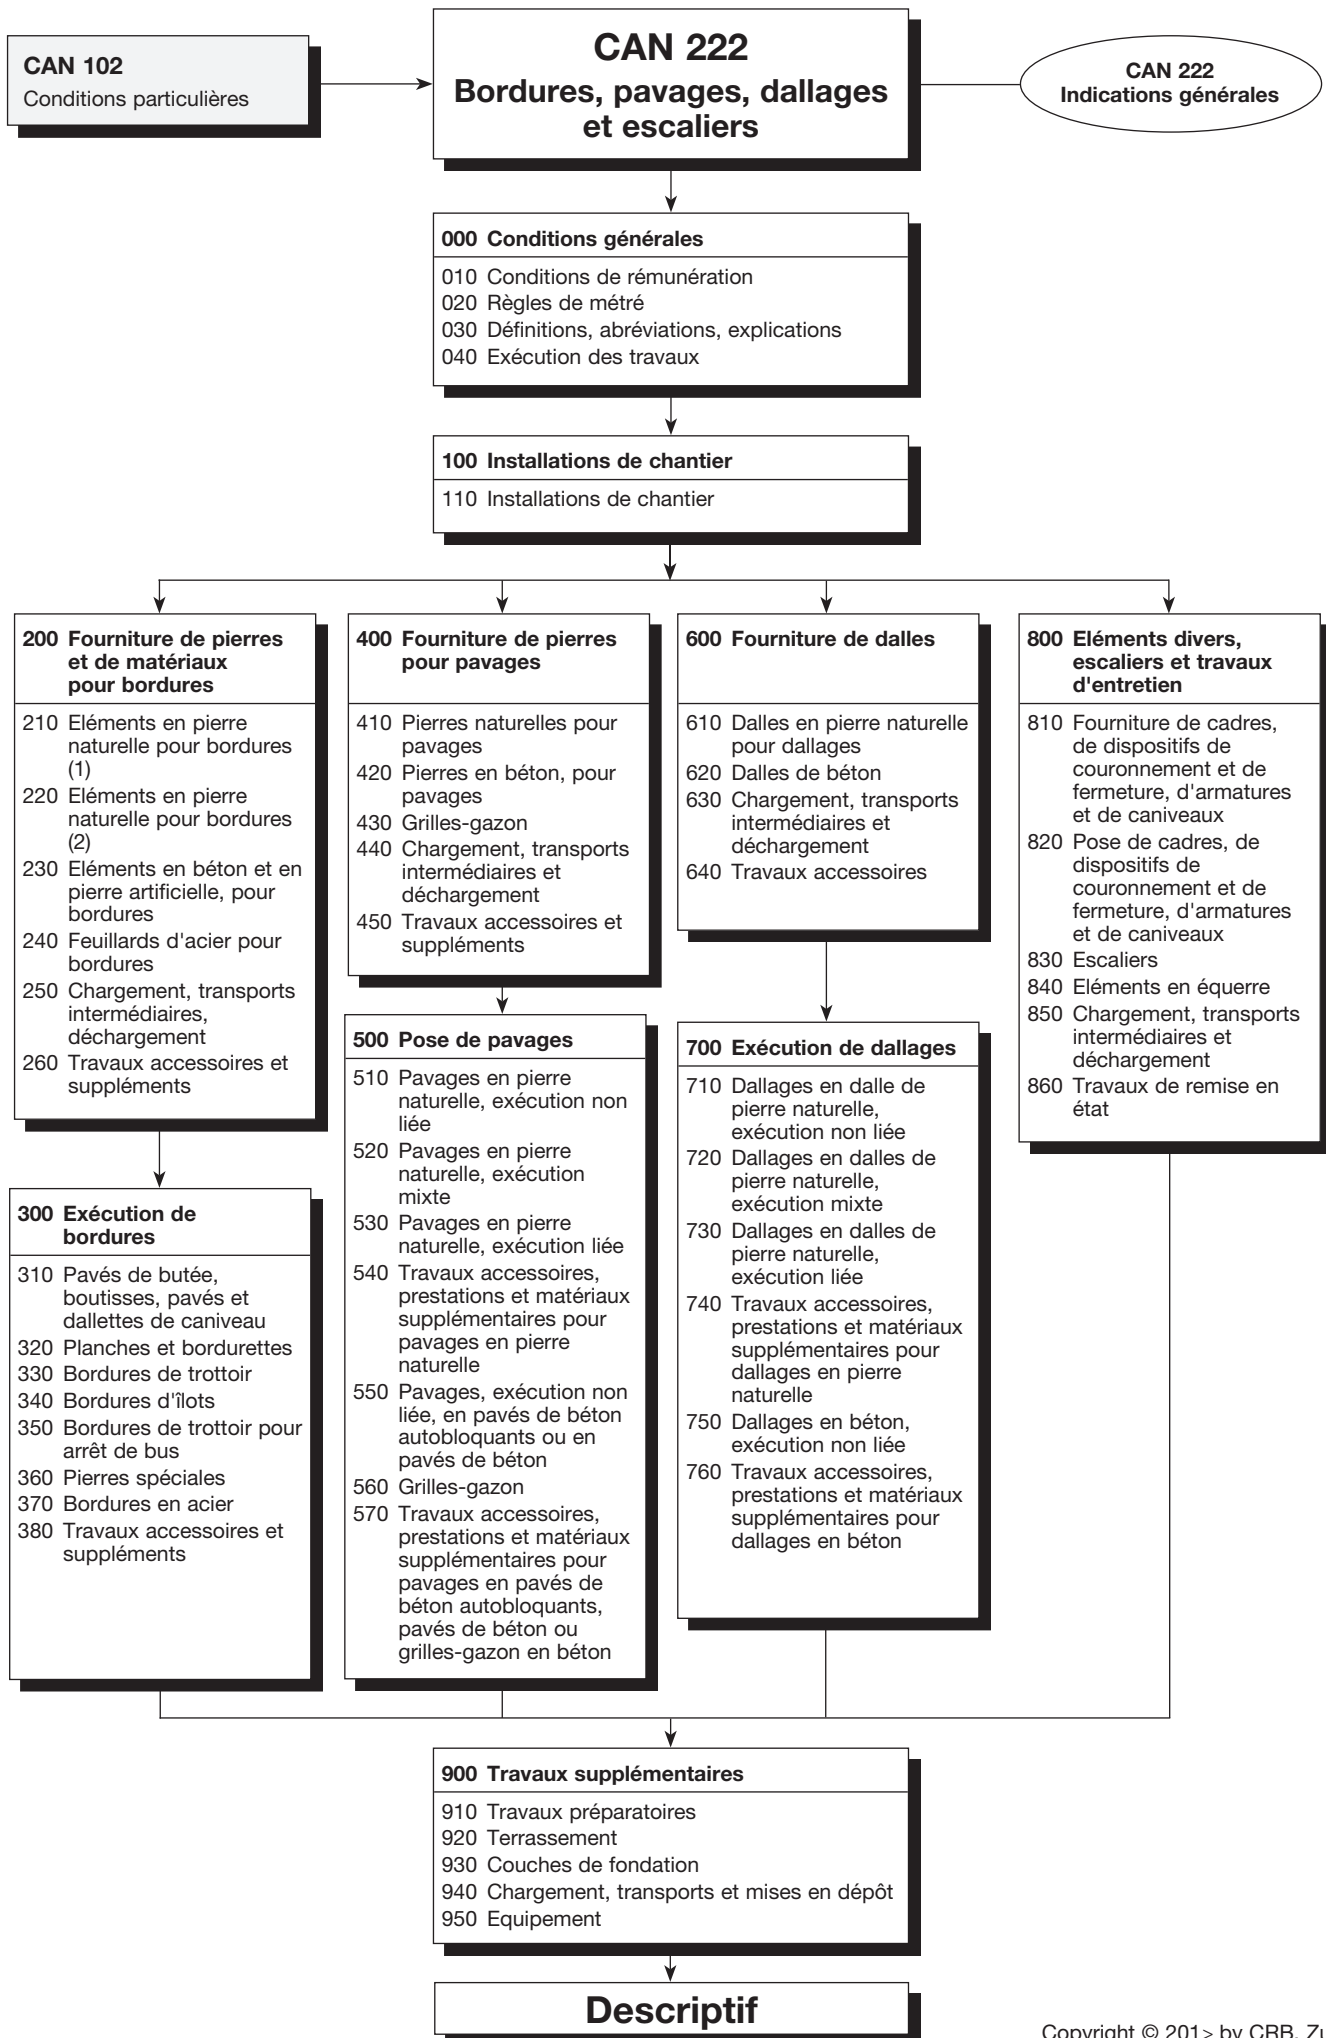 CAN 102
Conditions particulières
CAN 222
Bordures, pavages, dallages
et escaliers
CAN 222
Indications générales
000 Conditions générales
010 Conditions de rémunération
020 Règles de métré
030 Définitions, abréviations, explications
040 Exécution des travaux
100 Installations de chantier
110 Installations de chantier
200 Fourniture de pierres
et de matériaux
pour bordures
210 Eléments en pierre
naturelle pour bordures
(1)
220 Eléments en pierre
naturelle pour bordures
(2)
230 Eléments en béton et en
pierre artificielle, pour
bordures
240 Feuillards d'acier pour
bordures
250 Chargement, transports
intermédiaires,
déchargement
260 Travaux accessoires et
suppléments
300 Exécution de
bordures
310 Pavés de butée,
boutisses, pavés et
dallettes de caniveau
320 Planches et bordurettes
330 Bordures de trottoir
340 Bordures d'îlots
350 Bordures de trottoir pour
arrêt de bus
360 Pierres spéciales
370 Bordures en acier
380 Travaux accessoires et
suppléments
400 Fourniture de pierres
pour pavages
410 Pierres naturelles pour
pavages
420 Pierres en béton, pour
pavages
430 Grilles-gazon
440 Chargement, transports
intermédiaires et
déchargement
450 Travaux accessoires et
suppléments
500 Pose de pavages
510 Pavages en pierre
naturelle, exécution non
liée
520 Pavages en pierre
naturelle, exécution
mixte
530 Pavages en pierre
naturelle, exécution liée
540 Travaux accessoires,
prestations et matériaux
supplémentaires pour
pavages en pierre
naturelle
550 Pavages, exécution non
liée, en pavés de béton
autobloquants ou en
pavés de béton
560 Grilles-gazon
570 Travaux accessoires,
prestations et matériaux
supplémentaires pour
pavages en pavés de
béton autobloquants,
pavés de béton ou
grilles-gazon en béton
600 Fourniture de dalles
610 Dalles en pierre naturelle
pour dallages
620 Dalles de béton
630 Chargement, transports
intermédiaires et
déchargement
640 Travaux accessoires
700 Exécution de dallages
710 Dallages en dalle de
pierre naturelle,
exécution non liée
720 Dallages en dalles de
pierre naturelle,
exécution mixte
730 Dallages en dalles de
pierre naturelle,
exécution liée
740 Travaux accessoires,
prestations et matériaux
supplémentaires pour
dallages en pierre
naturelle
750 Dallages en béton,
exécution non liée
760 Travaux accessoires,
prestations et matériaux
supplémentaires pour
dallages en béton
800 Eléments divers,
escaliers et travaux
d'entretien
810 Fourniture de cadres,
de dispositifs de
couronnement et de
fermeture, d'armatures
et de caniveaux
820 Pose de cadres, de
dispositifs de
couronnement et de
fermeture, d'armatures
et de caniveaux
830 Escaliers
840 Eléments en équerre
850 Chargement, transports
intermédiaires et
déchargement
860 Travaux de remise en
état
900 Travaux supplémentaires
910 Travaux préparatoires
920 Terrassement
930 Couches de fondation
940 Chargement, transports et mises en dépôt
950 Equipement
Descriptif
Copyright © by CRB,